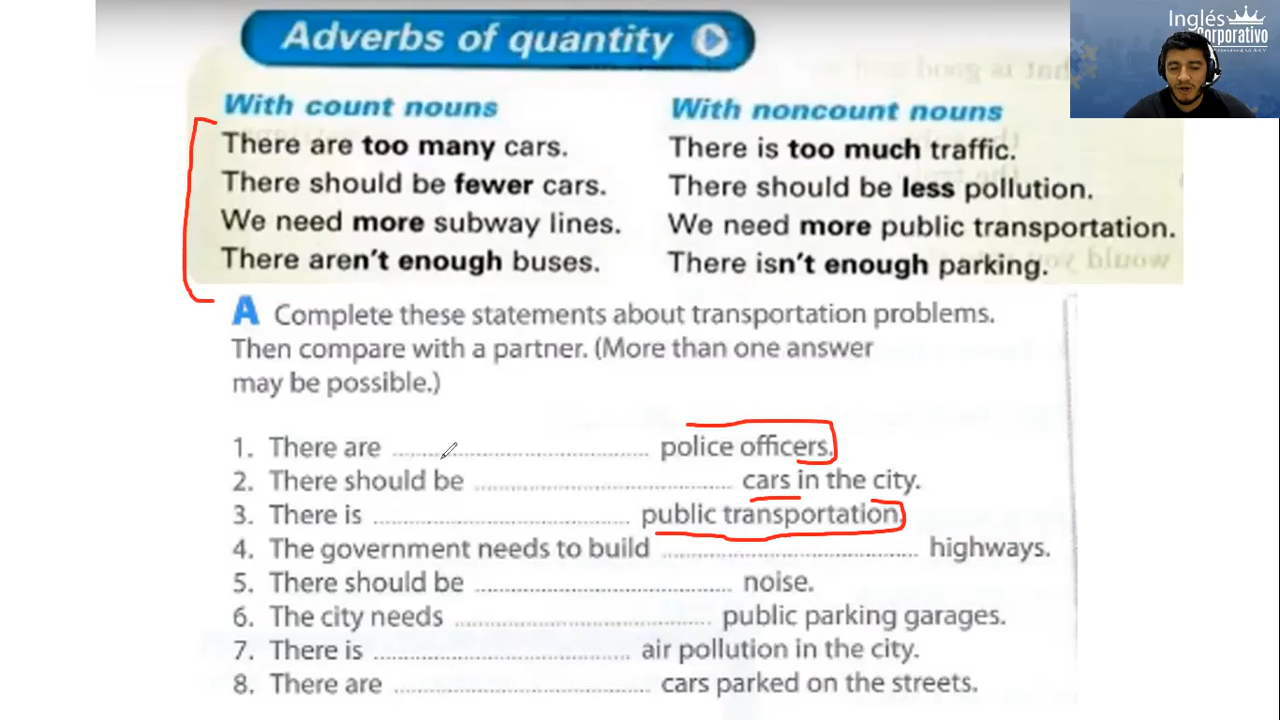 Adverbs of quantity
Inglés
Corporativo
With count nouns
There are too many cars.
There should be fewer cars.
We need more subway lines.
There aren't enough buses.
With noncount nouns
There is too much traffic.
There should be less pollution.
We need more public transportation.
There isn't enough parking.
A Complete these statements about transportation problems.
Then compare with a partner. (More than one answer
may be possible.)
1. There are ........ police officers.
2. There should be ........ cars in the city.
3. There is ........ public transportation.
4. The government needs to build ........ highways.
5. There should be ........ noise.
6. The city needs ........ public parking garages.
7. There is ........ air pollution in the city.
8. There are ........ cars parked on the streets.